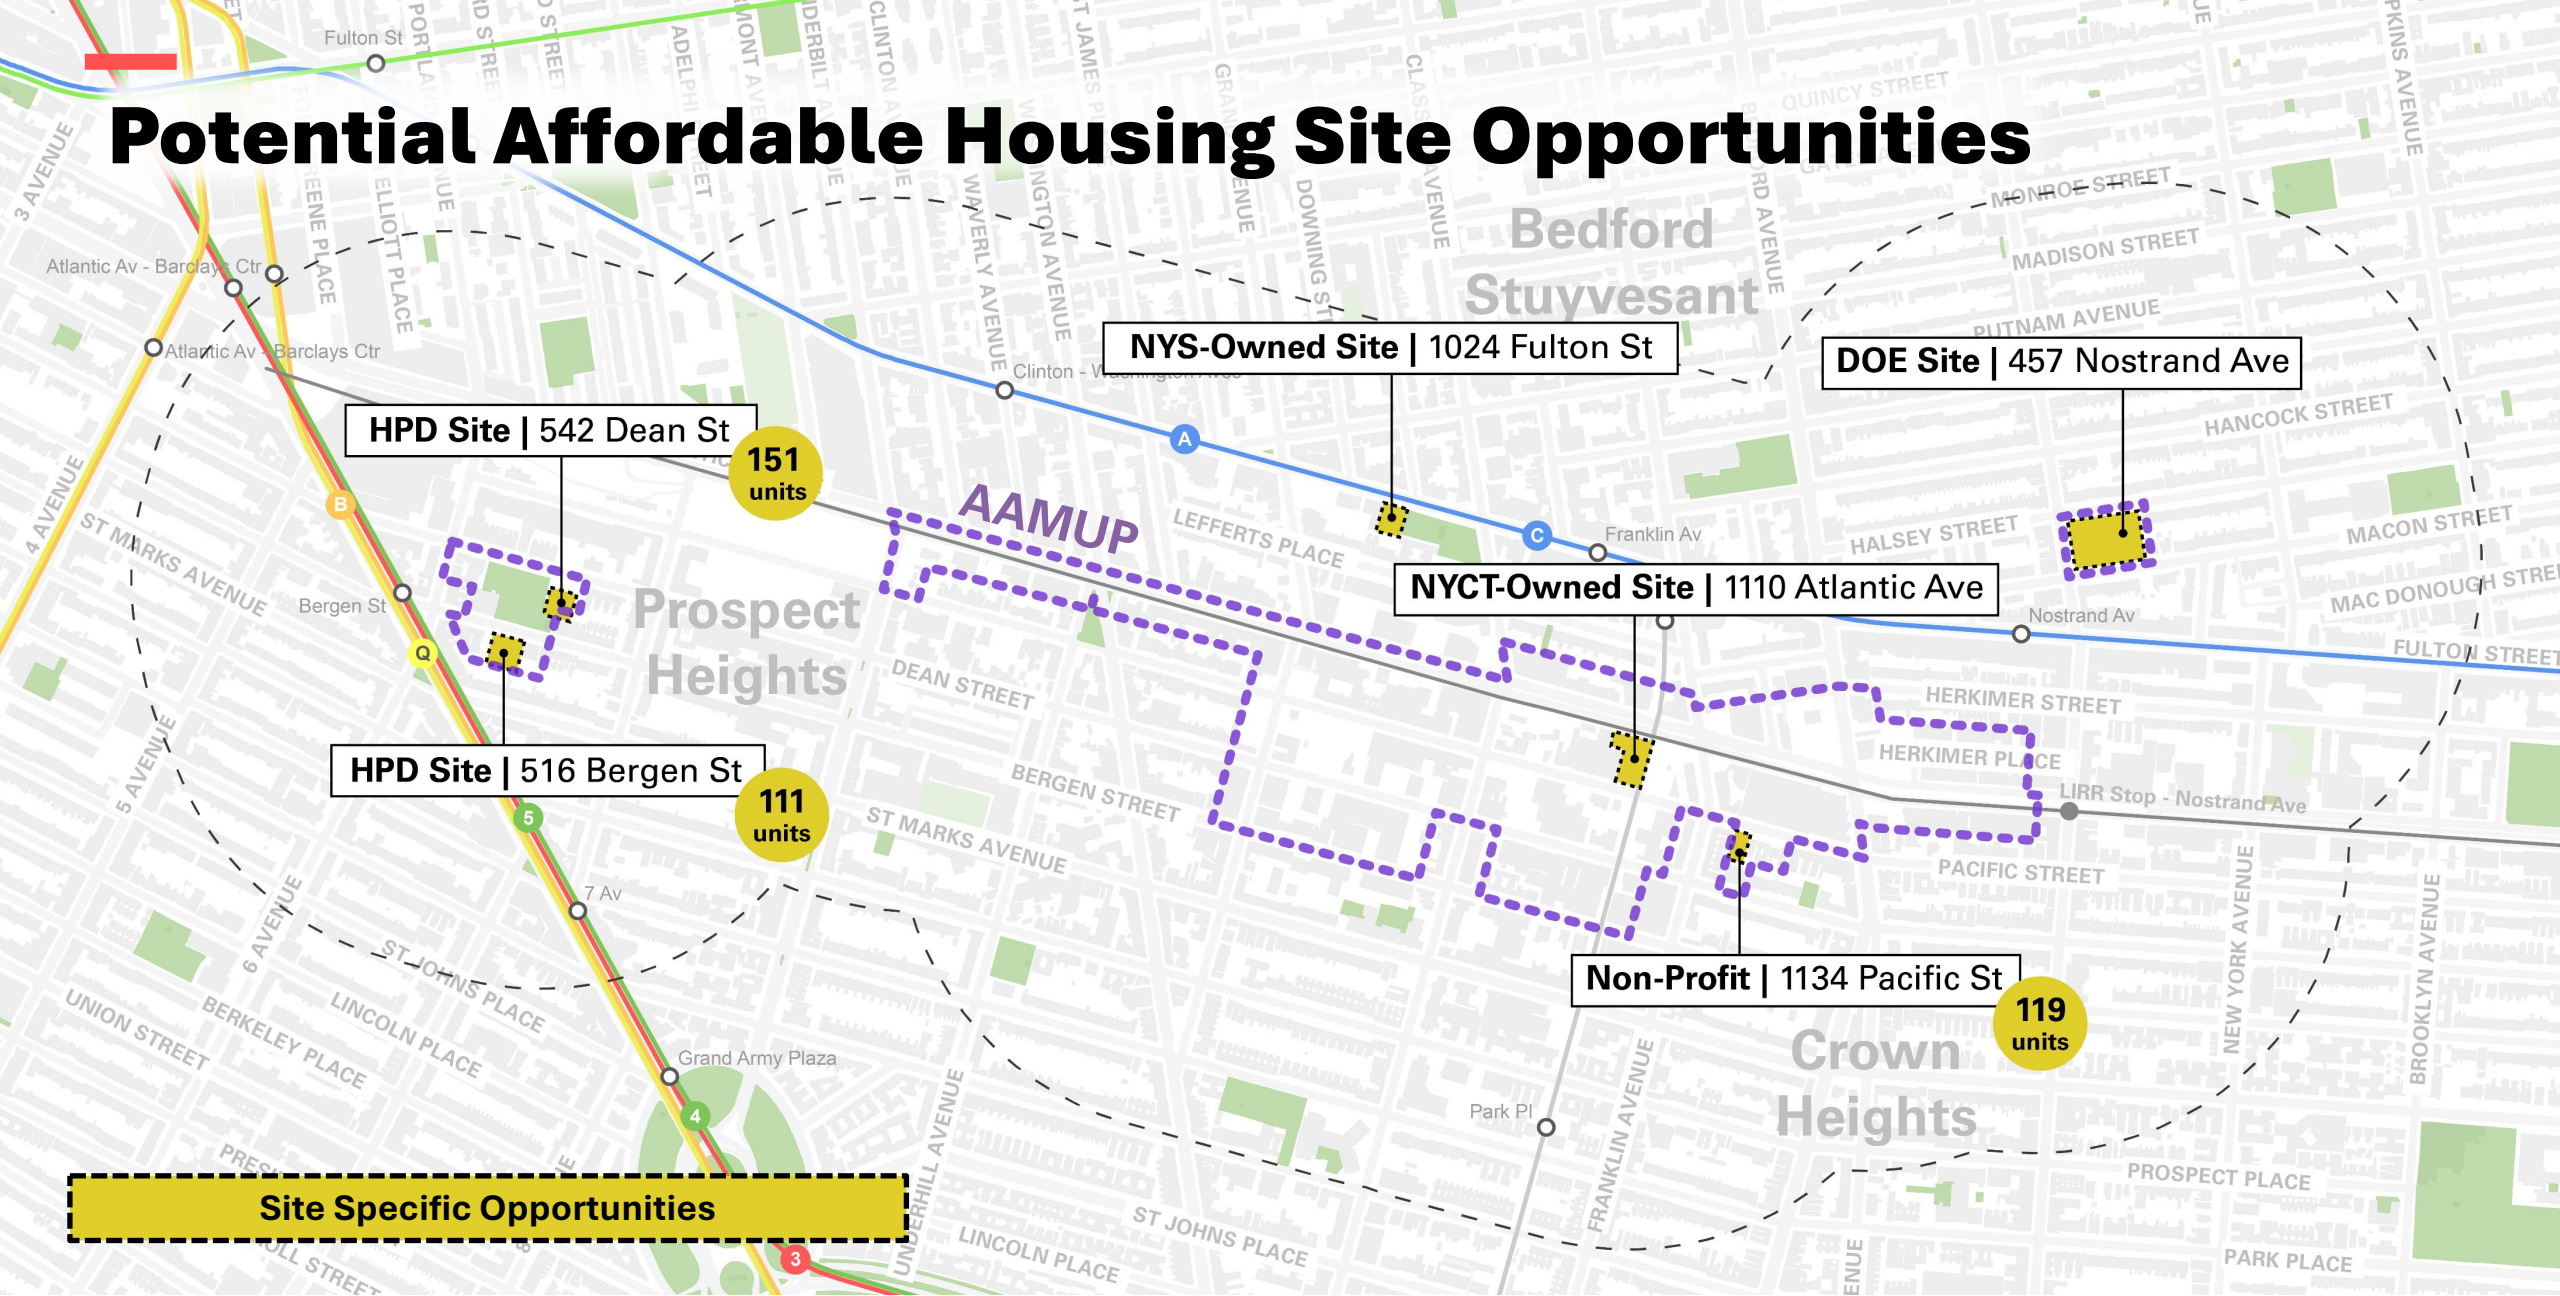 Fulton St
Potential Affordable Housing Site Opportunities
QUINCY STREET
3 AVENUE
ELLIOTT PLACE
CLINTON
WAVERLY AVENUE
DOWNING
MONROE STREET
MADISON STREET
PUTNAM AVENUE
Bedford
Stuyvesant
Atlantic Av - Barclays Ctr
Atlantic Av - Barclays Ctr
NYS-Owned Site | 1024 Fulton St
DOE Site | 457 Nostrand Ave
Clinton -
HPD Site | 542 Dean St
151
units
HANCOCK STREET
A
B
AAMUP
4 AVENUE
ST MARKS AVENUE
LEFFERTS PLACE
C
Franklin Av
HALSEY STREET
MACON STREET
MAC DONOUGH
NYCT-Owned Site | 1110 Atlantic Ave
Bergen St
Prospect
Heights
Nostrand Av
FULTON STREET
Q
DEAN STREET
HERKIMER STREET
HERKIMER PLACE
HPD Site | 516 Bergen St
111
units
BERGEN STREET
LIRR Stop - Nostrand Ave
5 AVENUE
5
ST MARKS AVENUE
PACIFIC STREET
7 Av
6 AVENUE
NEW YORK AVENUE
BROOKLYN AVENUE
ST JOHNS PLACE
LINCOLN PLACE
BERKELEY PLACE
UNION STREET
Non-Profit | 1134 Pacific St
119
units
Crown
Heights
Grand Army Plaza
4
Park Pl
FRANKLIN AVENUE
UNDERHILL AVENUE
PROSPECT PLACE
Site Specific Opportunities
LINCOLN PLACE
ST JOHNS PLACE
PARK PLACE
3